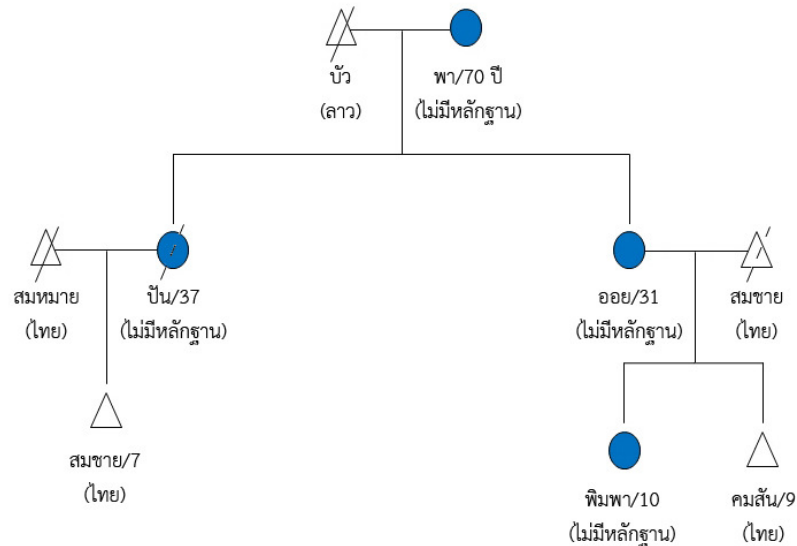 บัว
(ลาว)
พา/70 ปี
(ไม่มีหลักฐาน)
สมหมาย
(ไทย)
ปัน/37
(ไม่มีหลักฐาน)
ออย/31
(ไม่มีหลักฐาน)
สมชาย
(ไทย)
สมชาย/7
(ไทย)
พิมพา/10
(ไม่มีหลักฐาน)
คมสัน/9
(ไทย)